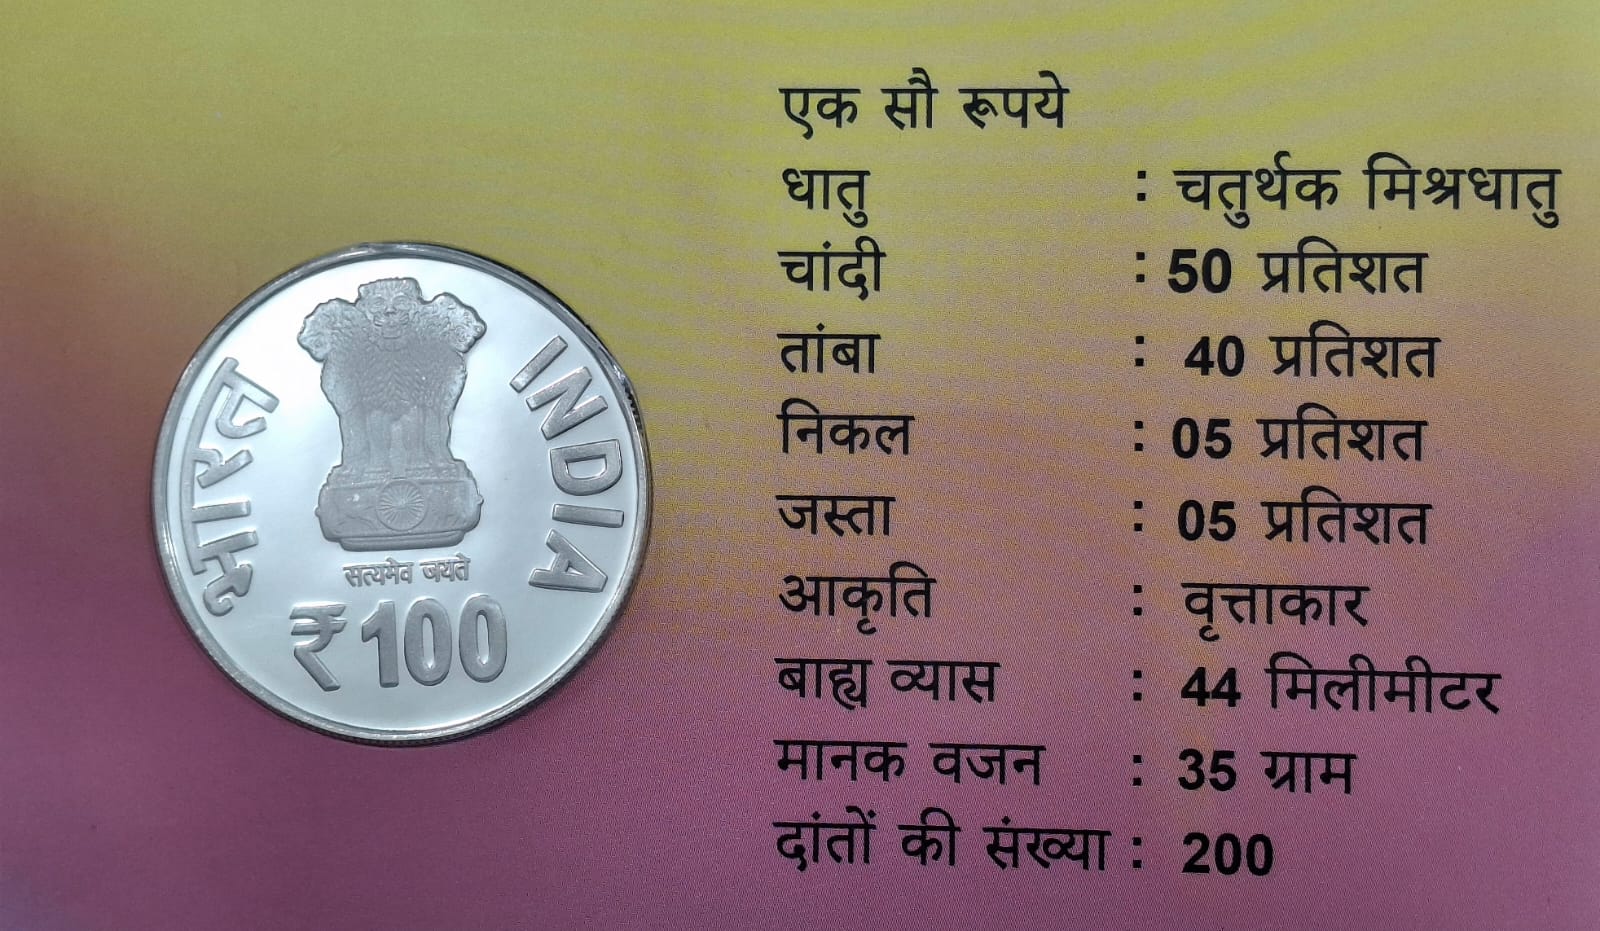 एक सौ रूपये
धातु : चतुर्थक मिश्रधातु
चांदी : 50 प्रतिशत
तांबा : 40 प्रतिशत
निकल : 05 प्रतिशत
जस्ता : 05 प्रतिशत
आकृति : वृत्ताकार
बाह्य व्यास : 44 मिलीमीटर
मानक वजन : 35 ग्राम
दांतों की संख्या : 200
भारत
INDIA
सत्यमेव जयते
₹100